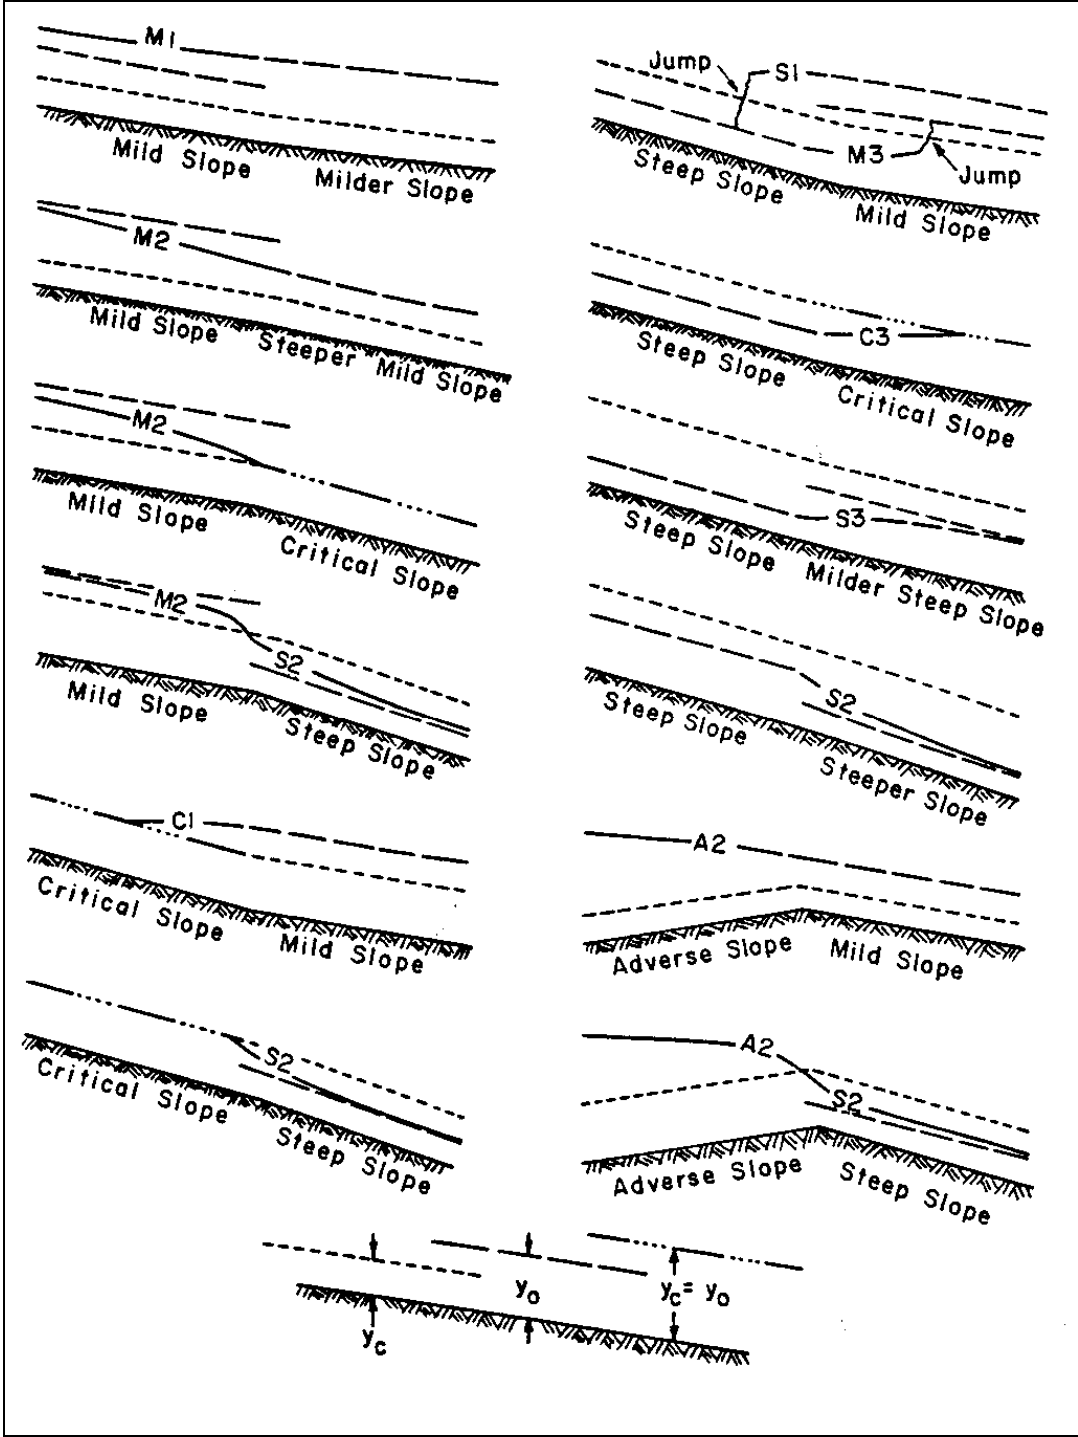 M1
Mild Slope
Milder Slope
M2
Mild Slope
Steeper Mild Slope
M2
Mild Slope
Critical Slope
M2
S2
Mild Slope
Steep Slope
C1
Critical Slope
Mild Slope
S2
Critical Slope
Steep Slope
Jump
S1
M3
Jump
Steep Slope
Mild Slope
C3
Steep Slope
Critical Slope
S3
Steep Slope
Milder Steep Slope
S2
Steep Slope
Steeper Slope
A2
Adverse Slope
Mild Slope
A2
S2
Adverse Slope
Steep Slope
yc
yo
yc = yo